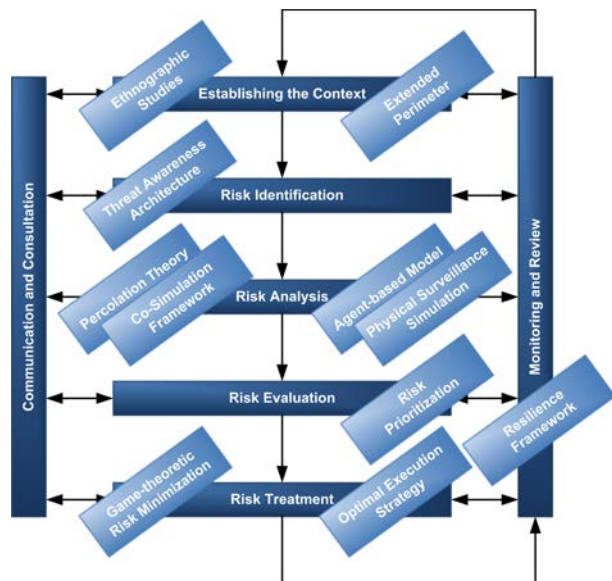 Ethnographic
Studies
Establishing the Context
Extended
Perimeter
Threat Awareness
Architecture
Risk Identification
Communication and Consultation
Monitoring and Review
Percolation Theory
Co-Simulation
Framework
Risk Analysis
Agent-based Model
Physical Surveillance
Simulation
Risk Evaluation
Risk
Prioritization
Resilience
Framework
Game-theoretic
Risk Minimization
Risk Treatment
Optimal Execution
Strategy